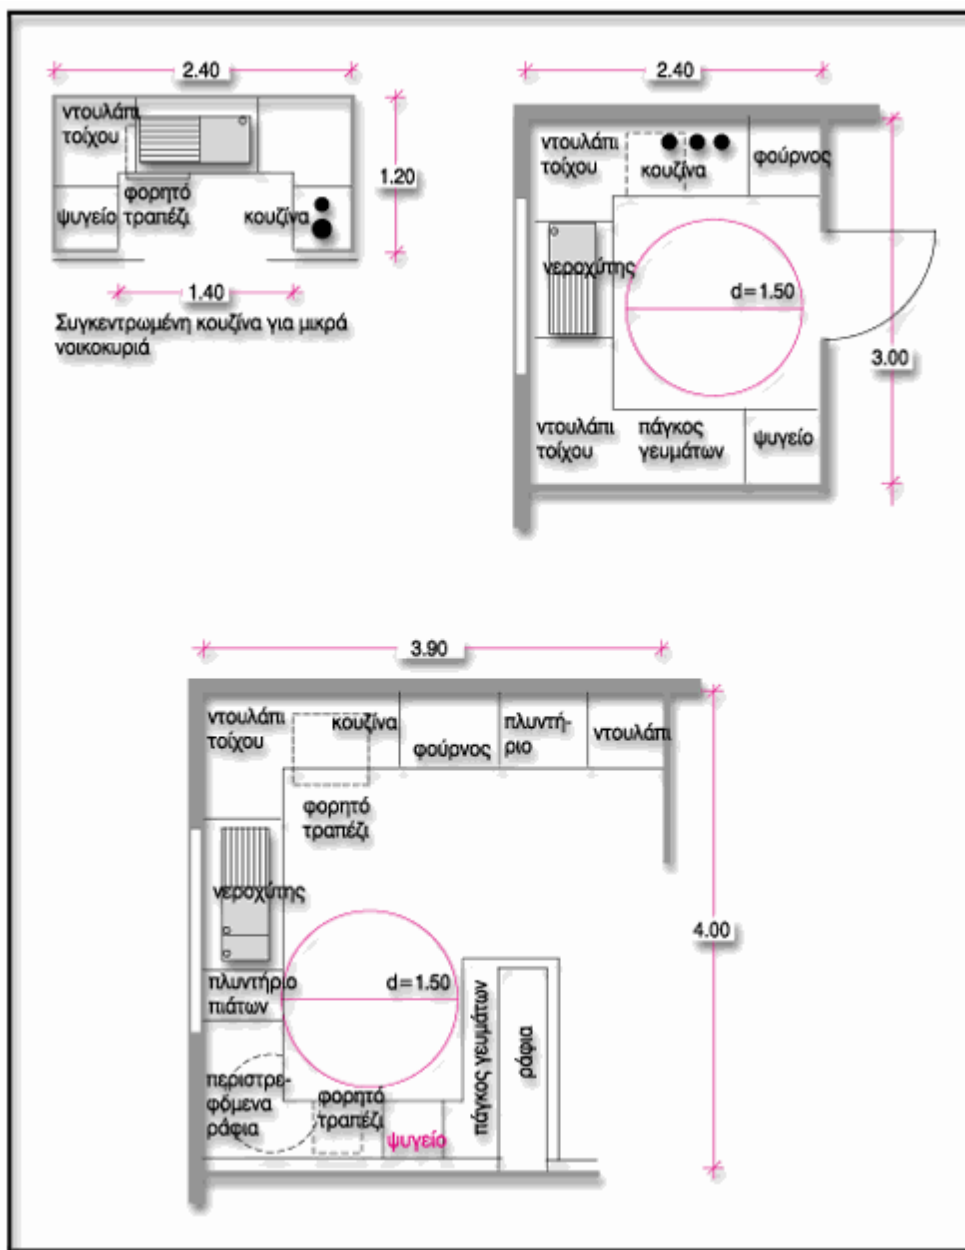 2.40
ντουλάπι
τοίχου
1.20
φορητό
ψυγείο τραπέζι κουζίνα
1.40
Συγκεντρωμένη κουζίνα για μικρά
νοικοκυριά
2.40
ντουλάπι
τοίχου
κουζίνα
φούρνος
νεροχύτης
d=1.50
3.00
ντουλάπι
τοίχου
πάγκος
γευμάτων
ψυγείο
3.90
ντουλάπι
τοίχου
κουζίνα
φούρνος
πλυντή-
ριο
ντουλάπι
φορητό
τραπέζι
νεροχύτης
4.00
πλυντήριο
πιάτων
d=1.50
πάγκος γευμάτων
ράφια
περιστρε-
φόμενα
ράφια
φορητό
τραπέζι
ψυγείο